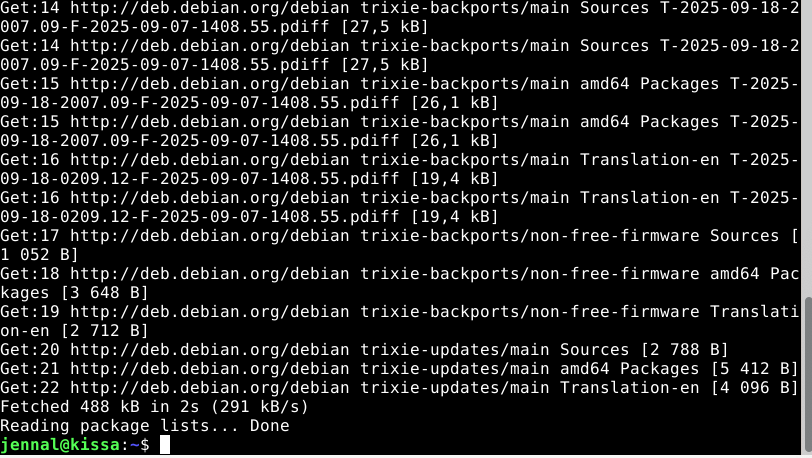 Get:14 http://deb.debian.org/debian trixie-backports/main Sources T-2025-09-18-2
007.09-F-2025-09-07-1408.55.pdiff [27,5 kB]
Get:14 http://deb.debian.org/debian trixie-backports/main Sources T-2025-09-18-2
007.09-F-2025-09-07-1408.55.pdiff [27,5 kB]
Get:15 http://deb.debian.org/debian trixie-backports/main amd64 Packages T-2025-
09-18-2007.09-F-2025-09-07-1408.55.pdiff [26,1 kB]
Get:15 http://deb.debian.org/debian trixie-backports/main amd64 Packages T-2025-
09-18-2007.09-F-2025-09-07-1408.55.pdiff [26,1 kB]
Get:16 http://deb.debian.org/debian trixie-backports/main Translation-en T-2025-
09-18-0209.12-F-2025-09-07-1408.55.pdiff [19,4 kB]
Get:16 http://deb.debian.org/debian trixie-backports/main Translation-en T-2025-
09-18-0209.12-F-2025-09-07-1408.55.pdiff [19,4 kB]
Get:17 http://deb.debian.org/debian trixie-backports/non-free-firmware Sources [
1 052 B]
Get:18 http://deb.debian.org/debian trixie-backports/non-free-firmware amd64 Pac
kages [3 648 B]
Get:19 http://deb.debian.org/debian trixie-backports/non-free-firmware Translati
on-en [2 712 B]
Get:20 http://deb.debian.org/debian trixie-updates/main Sources [2 788 B]
Get:21 http://deb.debian.org/debian trixie-updates/main amd64 Packages [5 412 B]
Get:22 http://deb.debian.org/debian trixie-updates/main Translation-en [4 096 B]
Fetched 488 kB in 2s (291 kB/s)
Reading package lists... Done
jennal@kissa:~$